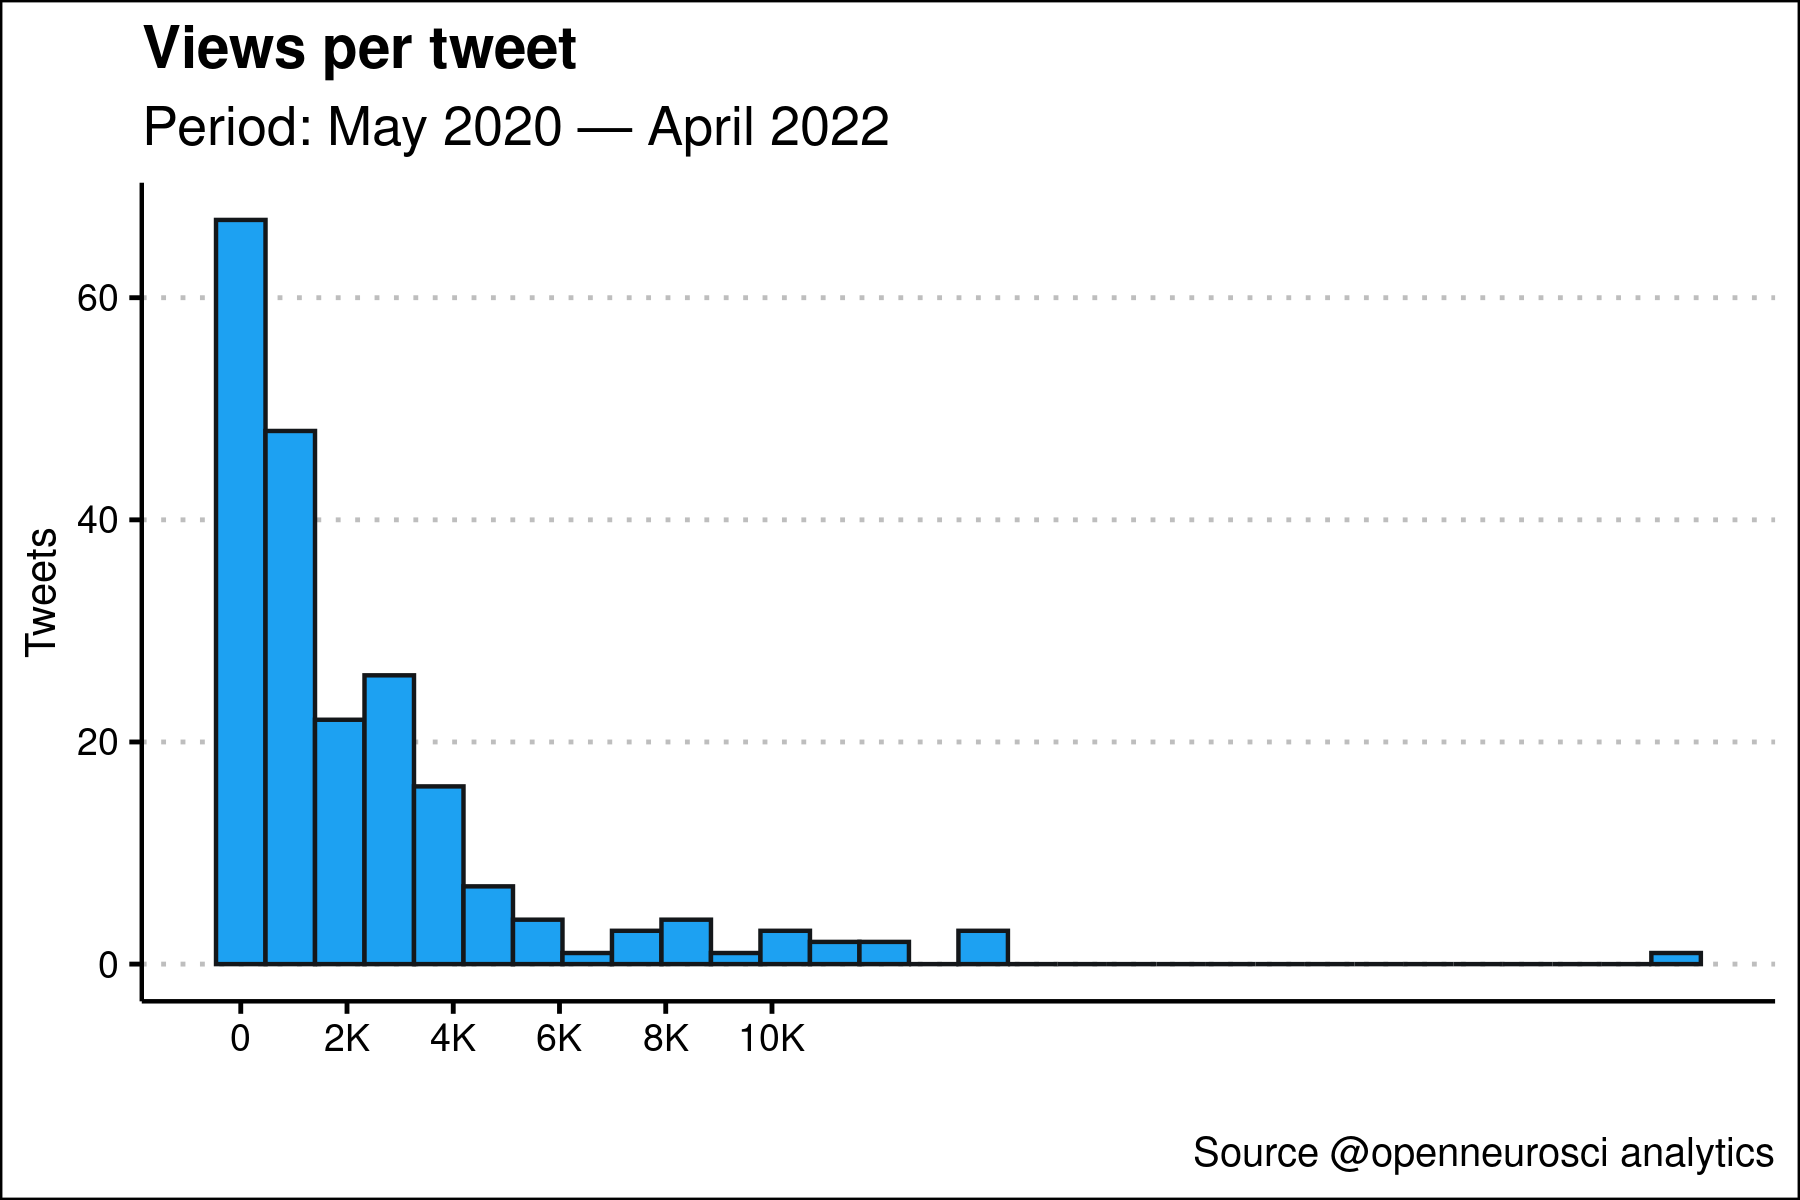 Views per tweet
Period: May 2020 — April 2022
Tweets
60
40
20
0
0 2K 4K 6K 8K 10K
Source @openneurosci analytics